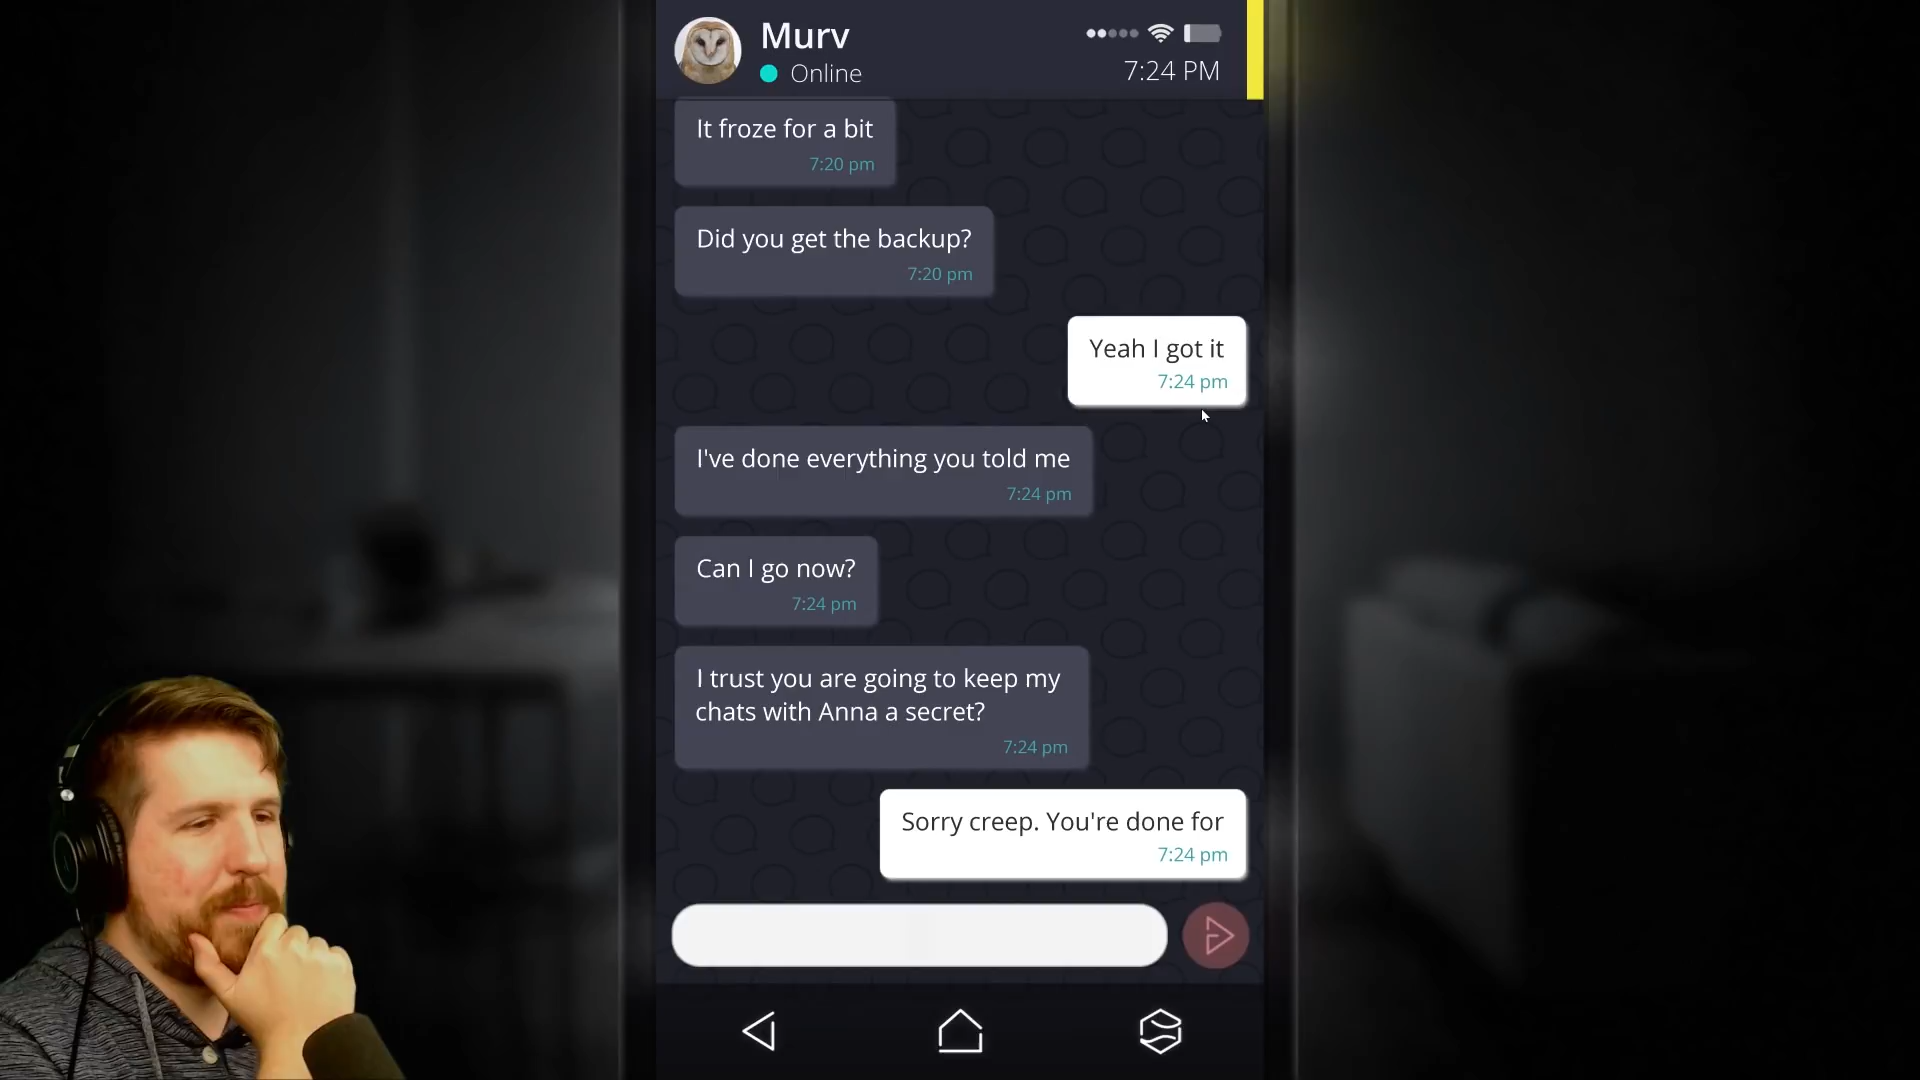 Murv
Online
7:24 PM
It froze for a bit
7:20 pm
Did you get the backup?
7:20 pm
Yeah I got it
7:24 pm
I've done everything you told me
7:24 pm
Can I go now?
7:24 pm
I trust you are going to keep my
chats with Anna a secret?
7:24 pm
Sorry creep. You're done for
7:24 pm